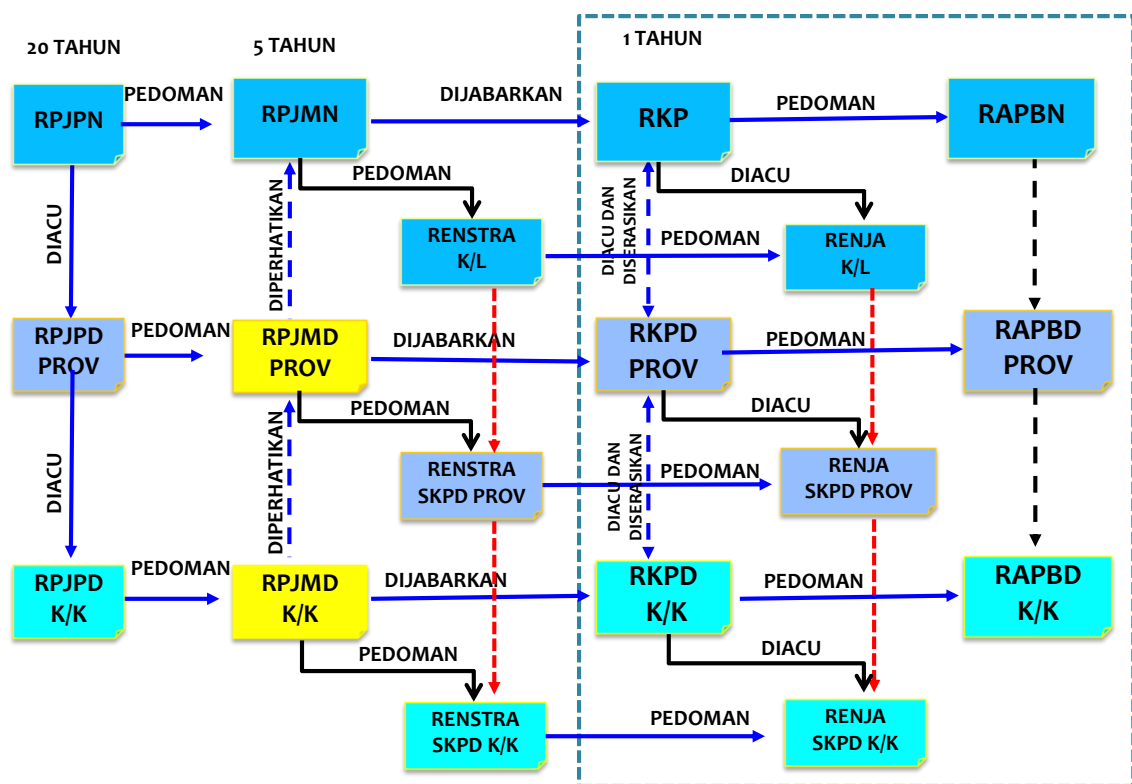 20 TAHUN
5 TAHUN
1 TAHUN
RPJPN
PEDOMAN
RPJMN
DIJABARKAN
RKP
PEDOMAN
RAPBN
DIACU
DIPERHATIKAN
PEDOMAN
RENSTRA
K/L
PEDOMAN
DIACU DAN
DISERASIKAN
DIACU
RENJA
K/L
RPJPD
PROV
PEDOMAN
RPJMD
PROV
DIJABARKAN
RKPD
PROV
PEDOMAN
RAPBD
PROV
DIACU
DIPERHATIKAN
PEDOMAN
RENSTRA
SKPD PROV
PEDOMAN
DIACU DAN
DISERASIKAN
DIACU
RENJA
SKPD PROV
RPJPD
K/K
PEDOMAN
RPJMD
K/K
DIJABARKAN
RKPD
K/K
PEDOMAN
RAPBD
K/K
PEDOMAN
RENSTRA
SKPD K/K
PEDOMAN
DIACU
RENJA
SKPD K/K